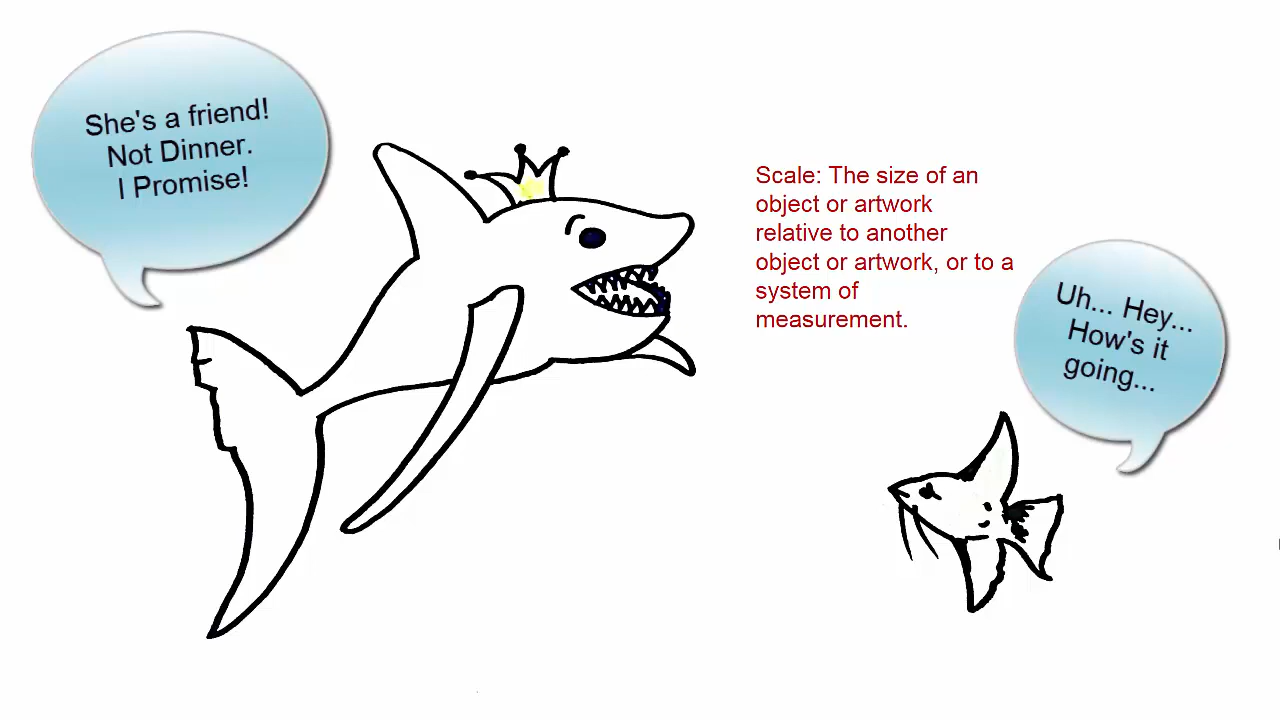 She's a friend!
Not Dinner.
I Promise!
Scale: The size of an
object or artwork
relative to another
object or artwork, or to a
system of
measurement.
Uh... Hey...
How's it
going...